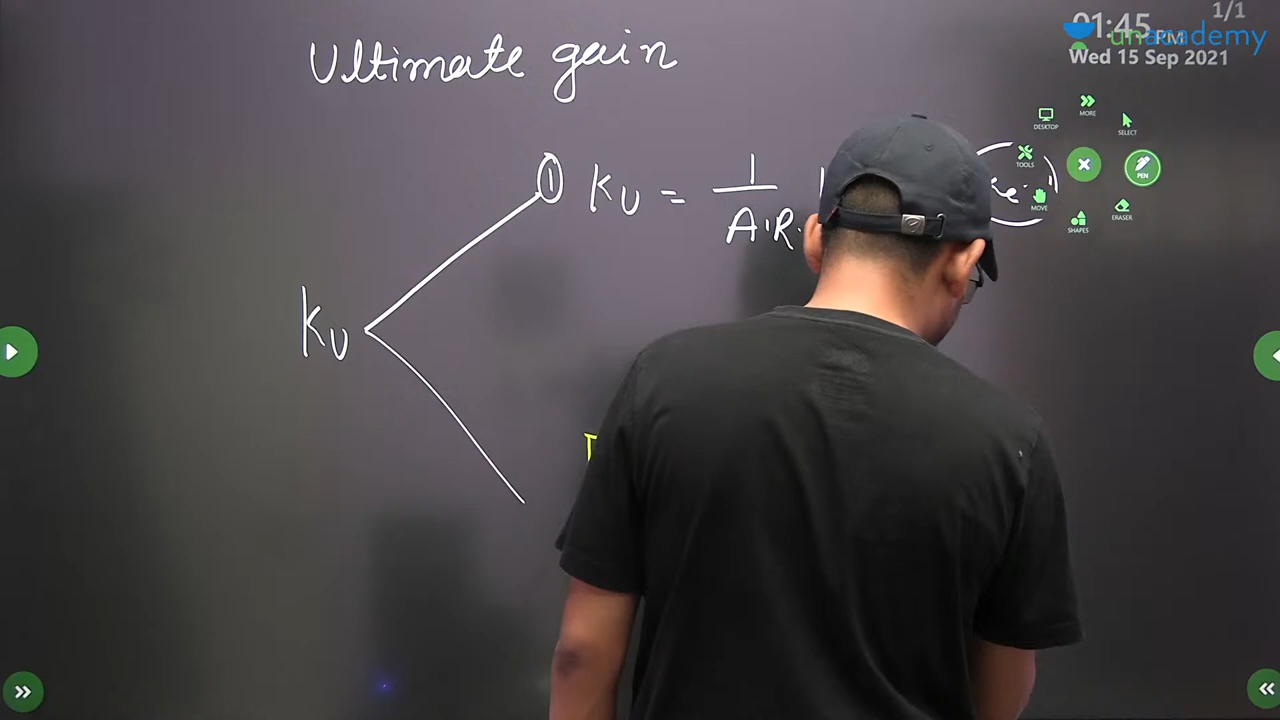 1/1
01:45 PM
unacademy
Wed 15 Sep 2021
Ultimate gain
MORE
DESKTOP
SELECT
TOOLS
PEN
MOVE
ERASER
SHAPES
① Ku = 1
A.R.
Ku